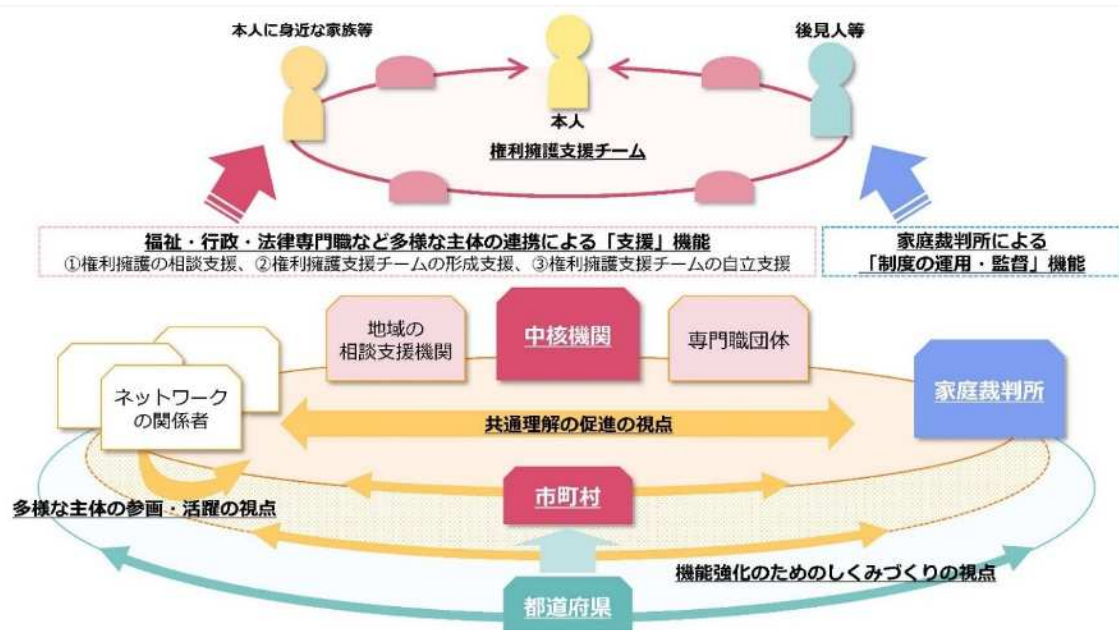 本人に身近な家族等
後見人等
本人
権利擁護支援チーム
福祉・行政・法律専門職など多様な主体の連携による「支援」機能
①権利擁護の相談支援、②権利擁護支援チームの形成支援、③権利擁護支援チームの自立支援
家庭裁判所による
「制度の運用・監督」機能
地域の
相談支援機関
中核機関
専門職団体
ネットワーク
の関係者
家庭裁判所
共通理解の促進の視点
市町村
多様な主体の参画・活躍の視点
機能強化のためのしくみづくりの視点
都道府県